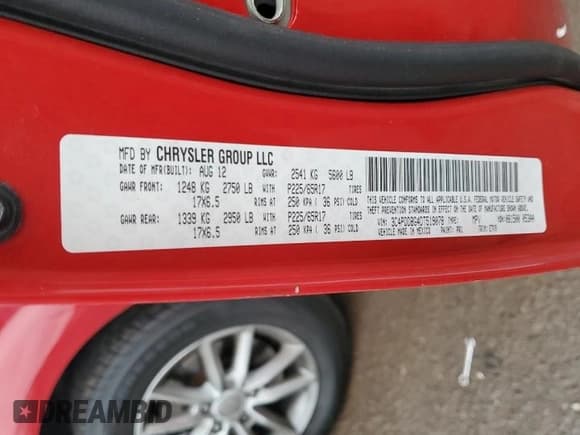 MFD BY CHRYSLER GROUP LLC
DATE OF MFR(BUILT): AUG 12 GVWR: 2541 KG 5600 LB
GAWR FRONT: 1248 KG 2750 LB WITH P225/65R17 TIRES
17X6.5 RIMS AT 250 KPA ( 36 PSI) COLD
GAWR REAR: 1339 KG 2950 LB WITH P225/65R17 TIRES
17X6.5 RIMS AT 250 KPA ( 36 PSI) COLD
THIS VEHICLE CONFORMS TO ALL APPLICABLE U.S.A. FEDERAL MOTOR VEHICLE SAFETY AND
THEFT PREVENTION STANDARDS IN EFFECT ON THE DATE OF MANUFACTURE SHOWN ABOVE.
VIN: TYPE: MPV
VEHICLE MADE IN MEXICO PAINT: TRIM:
DREAMBID